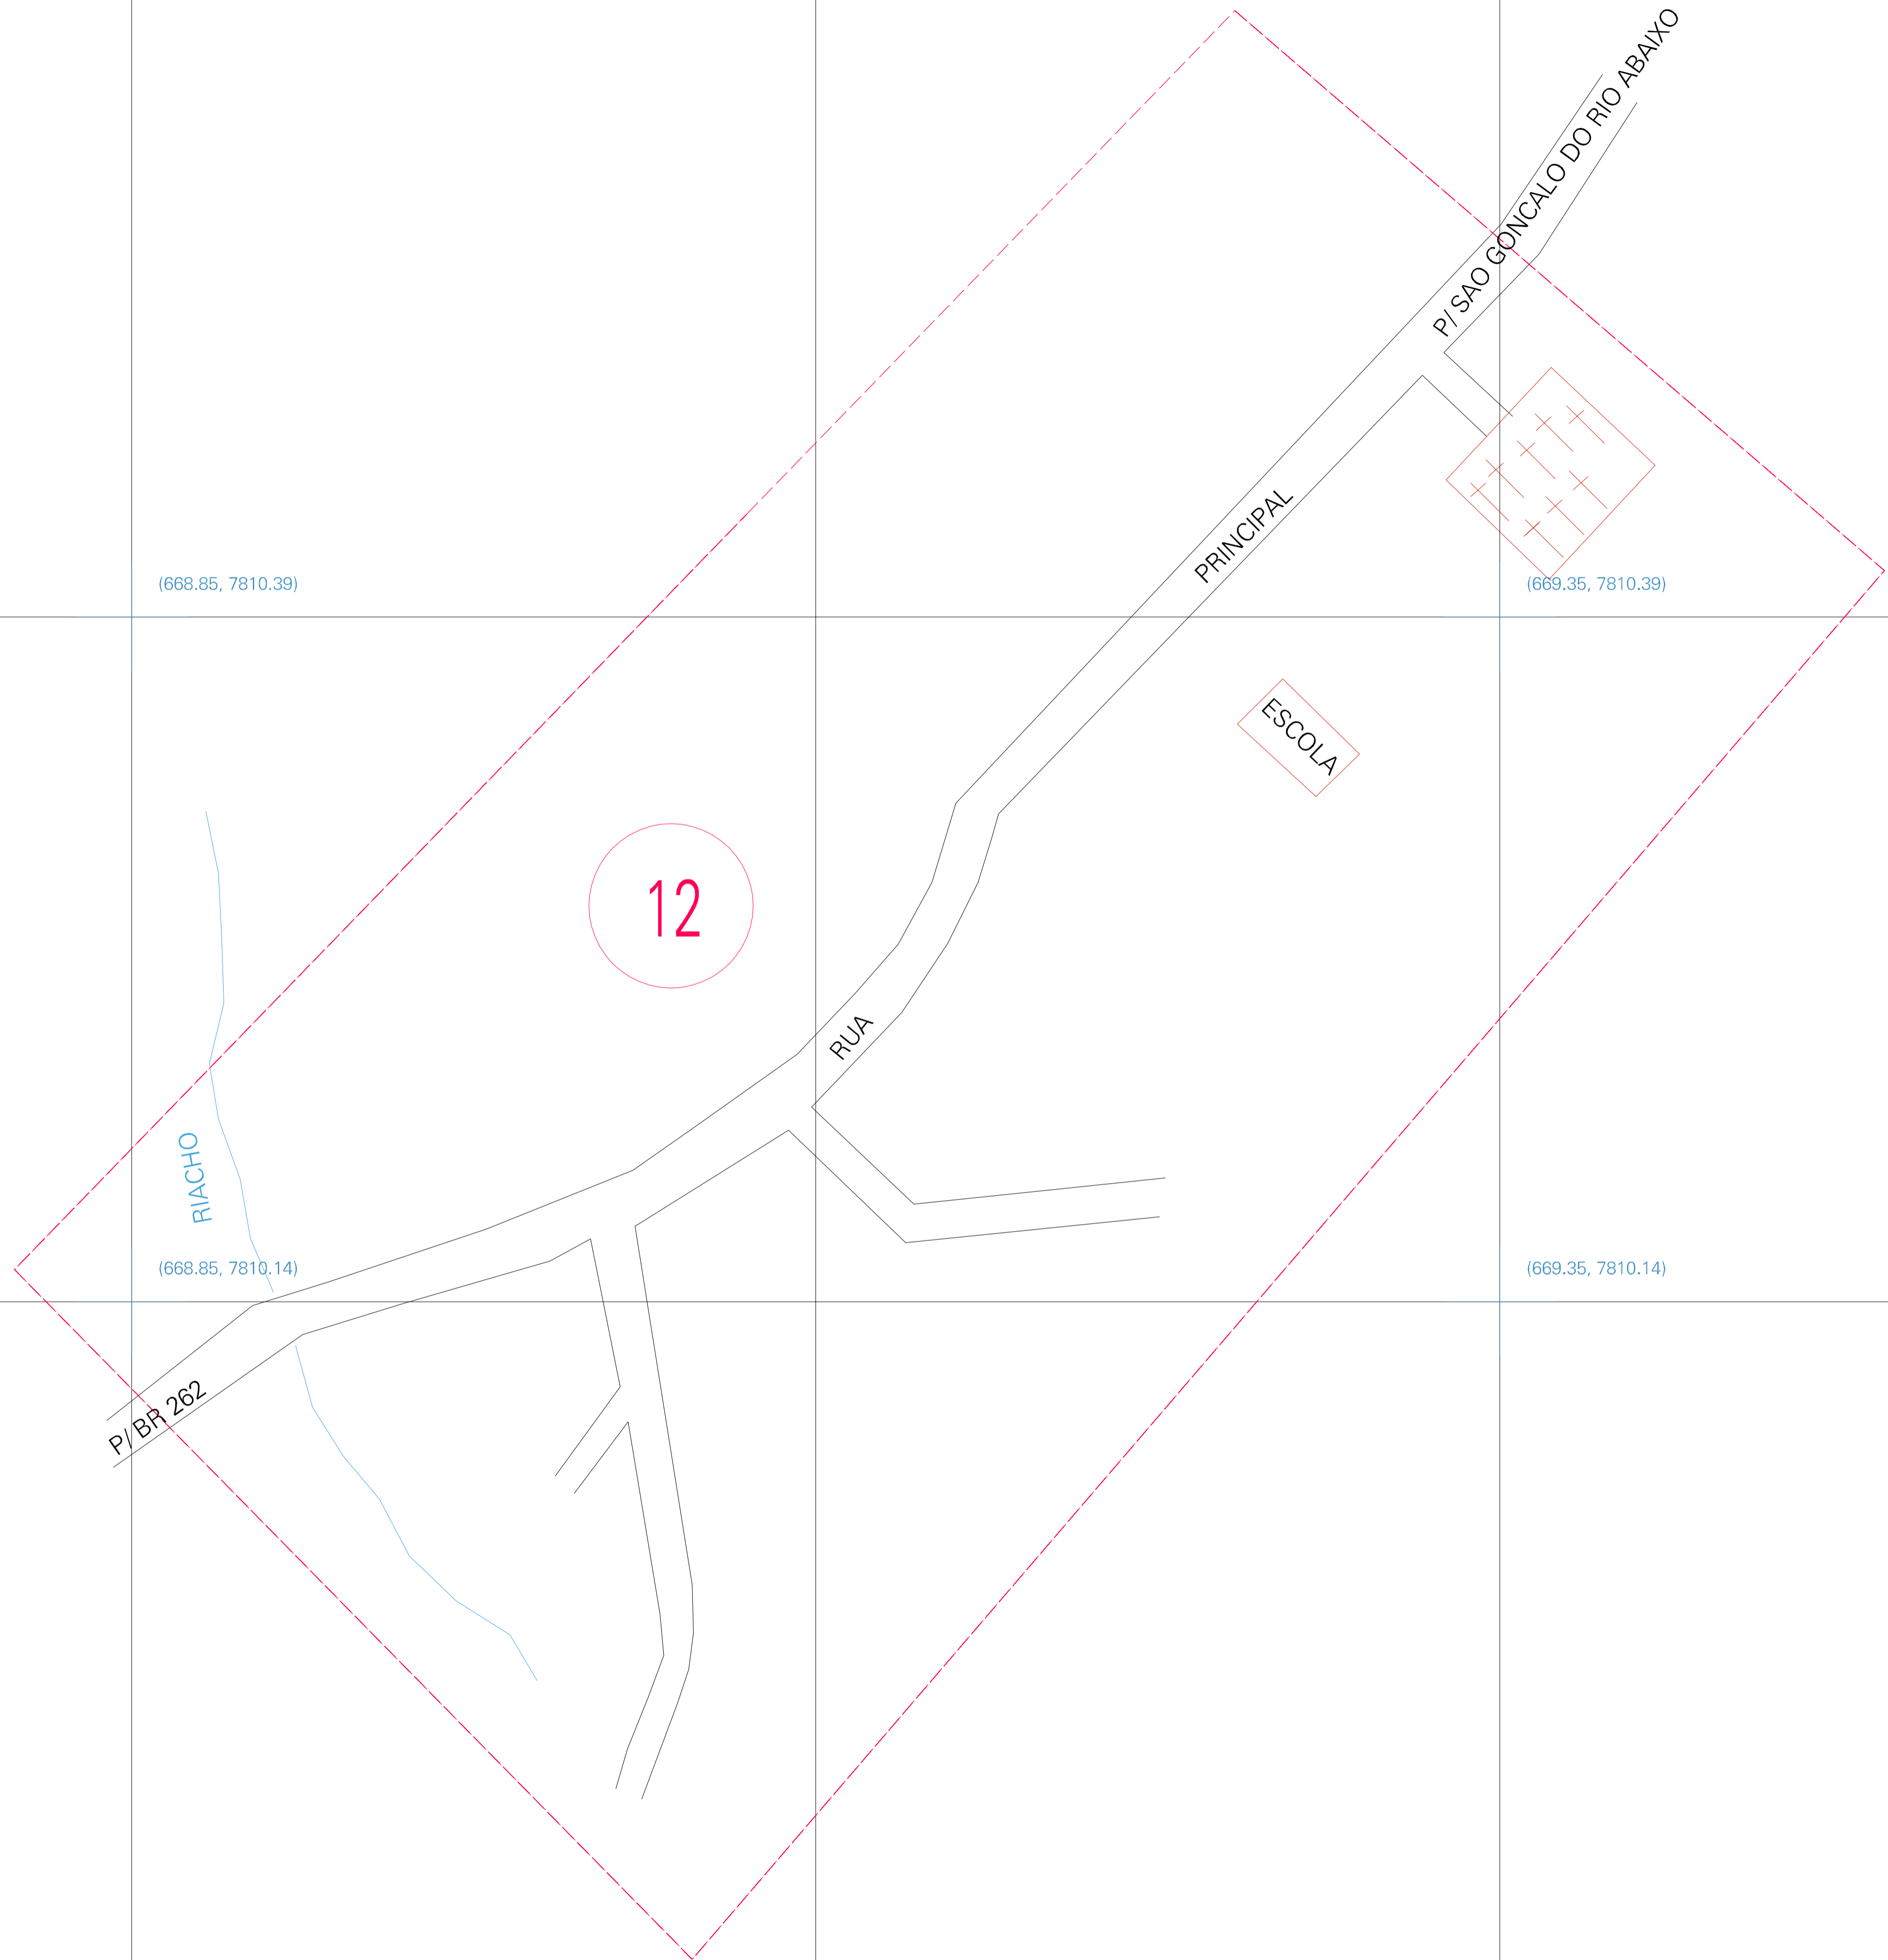 P/ SAO GONCALO DO RIO ABAIXO
PRINCIPAL
(668.85, 7810.39)
(669.35, 7810.39)
ESCOLA
12
RUA
RIACHO
(668.85, 7810.14)
(669.35, 7810.14)
P/ BR 262